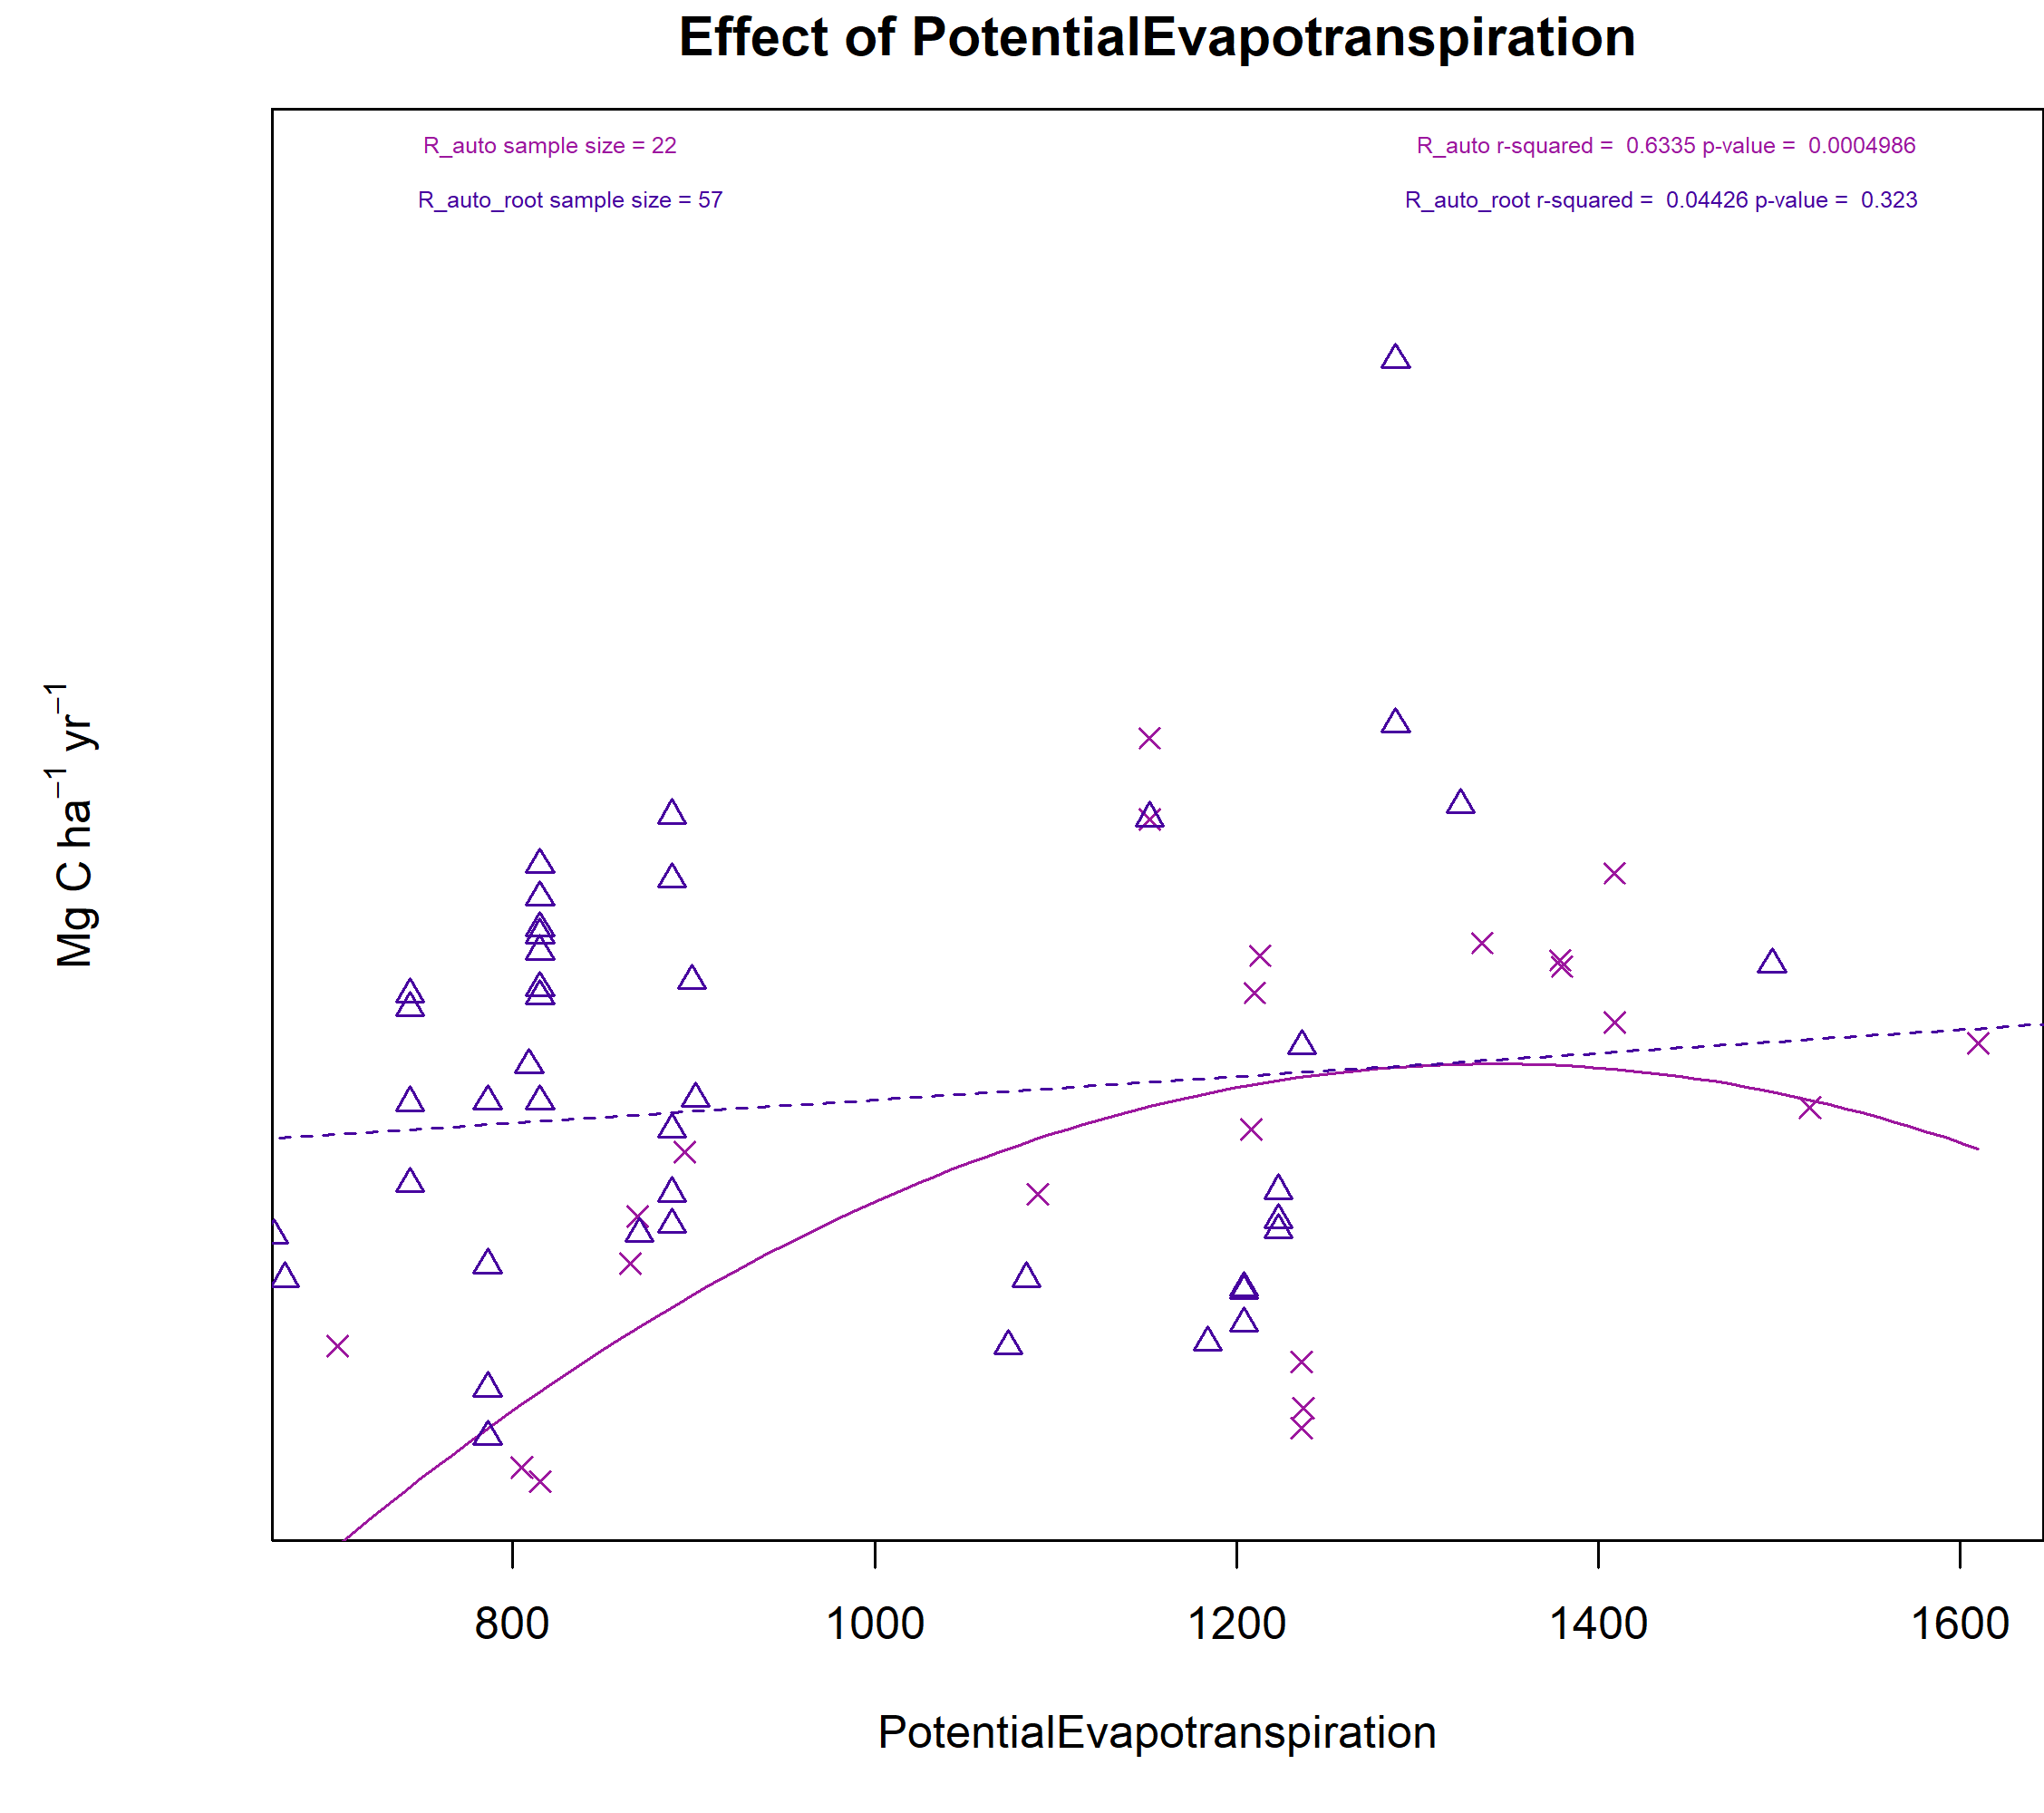 Effect of PotentialEvapotranspiration
R_auto sample size = 22
R_auto r-squared = 0.6335 p-value = 0.0004986
R_auto_root sample size = 57
R_auto_root r-squared = 0.04426 p-value = 0.323
Mg C ha⁻¹ yr⁻¹
800 1000 1200 1400 1600
PotentialEvapotranspiration